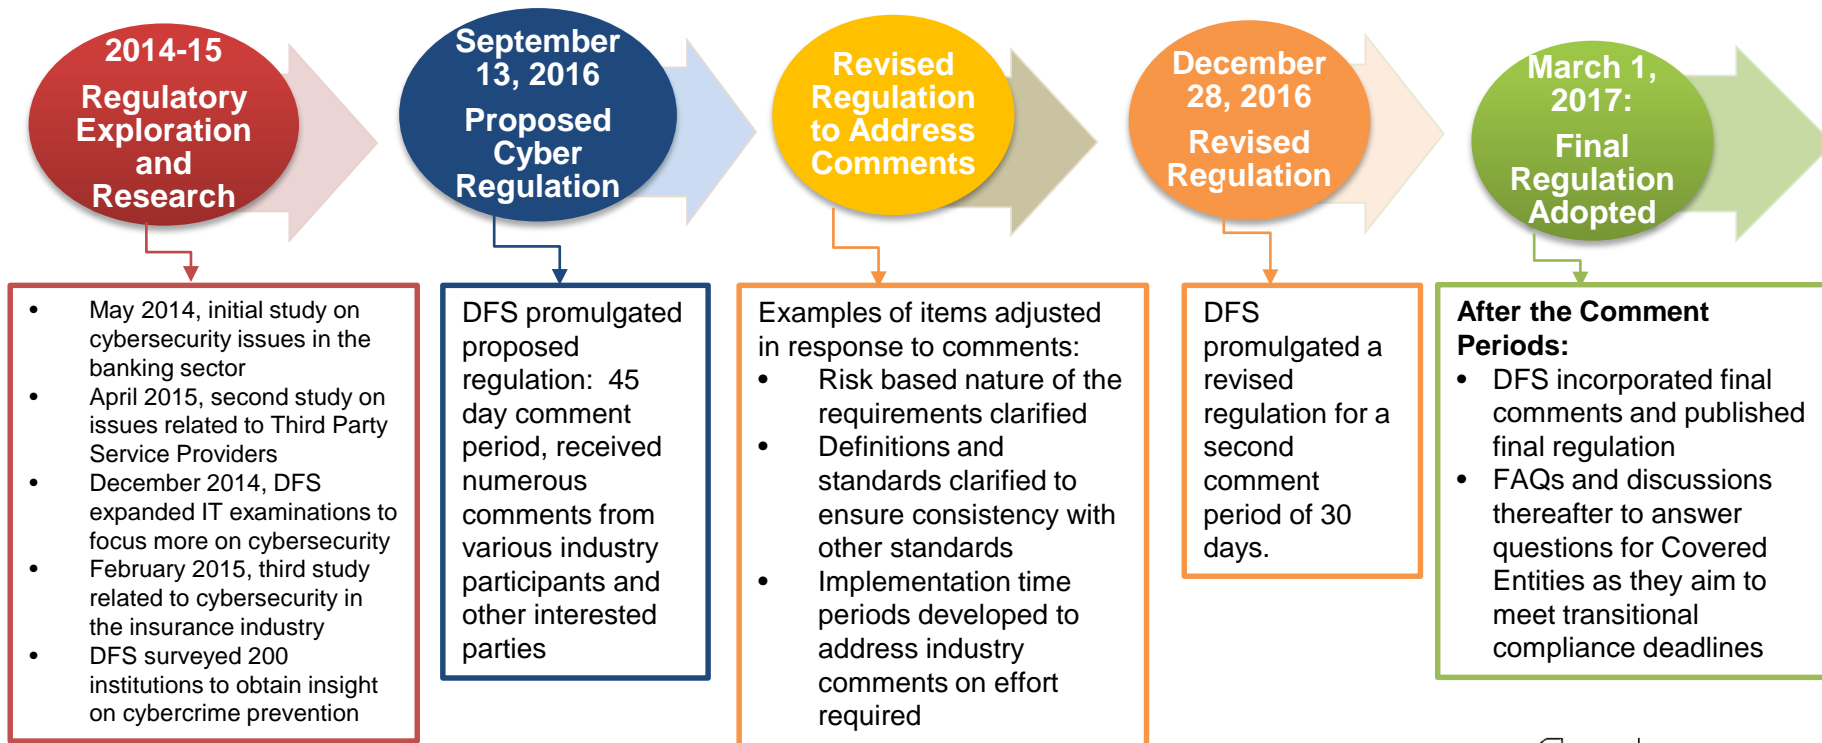 2014-15
Regulatory
Exploration
and
Research
September
13, 2016
Proposed
Cyber
Regulation
Revised
Regulation
to Address
Comments
December
28, 2016
Revised
Regulation
March 1,
2017:
Final
Regulation
Adopted
• May 2014, initial study on
cybersecurity issues in the
banking sector
• April 2015, second study on
issues related to Third Party
Service Providers
• December 2014, DFS
expanded IT examinations to
focus more on cybersecurity
• February 2015, third study
related to cybersecurity in
the insurance industry
• DFS surveyed 200
institutions to obtain insight
on cybercrime prevention
DFS promulgated
proposed
regulation: 45
day comment
period, received
numerous
comments from
various industry
participants and
other interested
parties
Examples of items adjusted
in response to comments:
• Risk based nature of the
requirements clarified
• Definitions and
standards clarified to
ensure consistency with
other standards
• Implementation time
periods developed to
address industry
comments on effort
required
DFS
promulgated a
revised
regulation for a
second
comment
period of 30
days.
After the Comment
Periods:
• DFS incorporated final
comments and published
final regulation
• FAQs and discussions
thereafter to answer
questions for Covered
Entities as they aim to
meet transitional
compliance deadlines